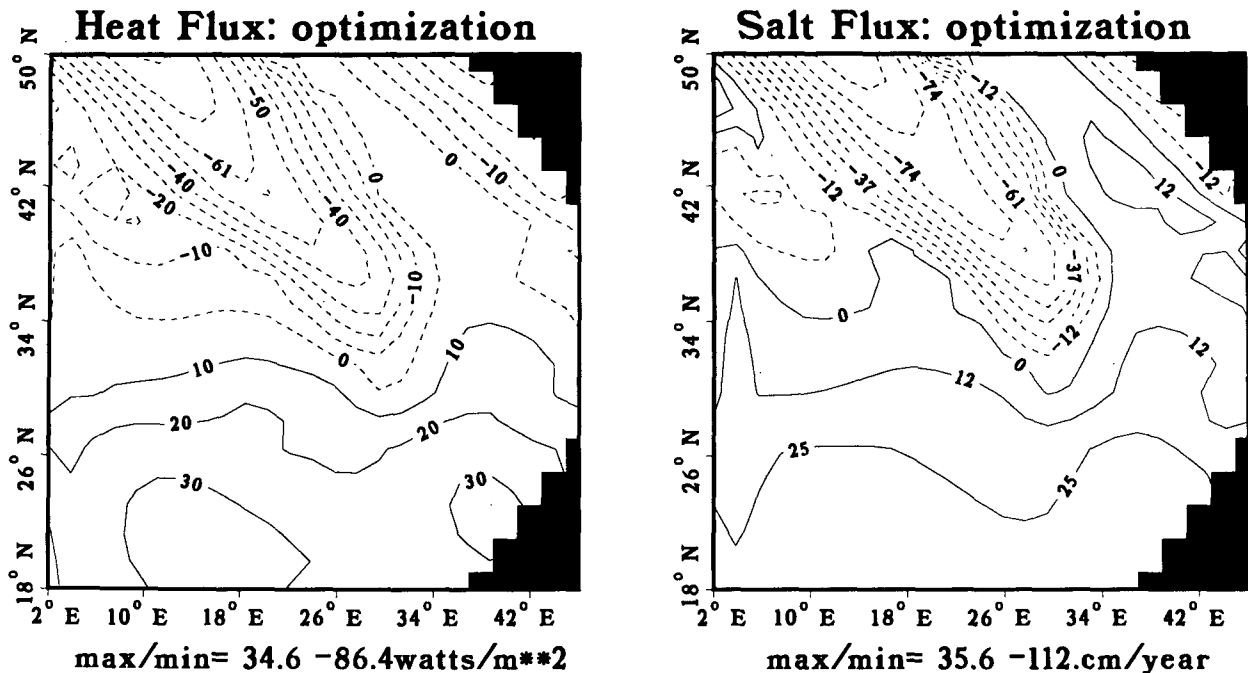 Heat Flux: optimization
50° N
42° N
34° N
26° N
18° N
2° E 10° E 18° E 26° E 34° E 42° E
-50
-61
-40
-20
-10
-40
0
0
-10
-10
0
10
10
20
20
30
30
max/min= 34.6 -86.4watts/m**2
Salt Flux: optimization
50° N
42° N
34° N
26° N
18° N
2° E 10° E 18° E 26° E 34° E 42° E
-74
-12
-74
-37
-12
-61
0
12
-12
-37
0
-12
0
12
12
25
25
max/min= 35.6 -112.cm/year